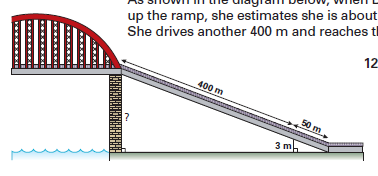 As shown in the diagram below, when
up the ramp, she estimates she is about
She drives another 400 m and reaches
12
400 m
50 m
?
3 m